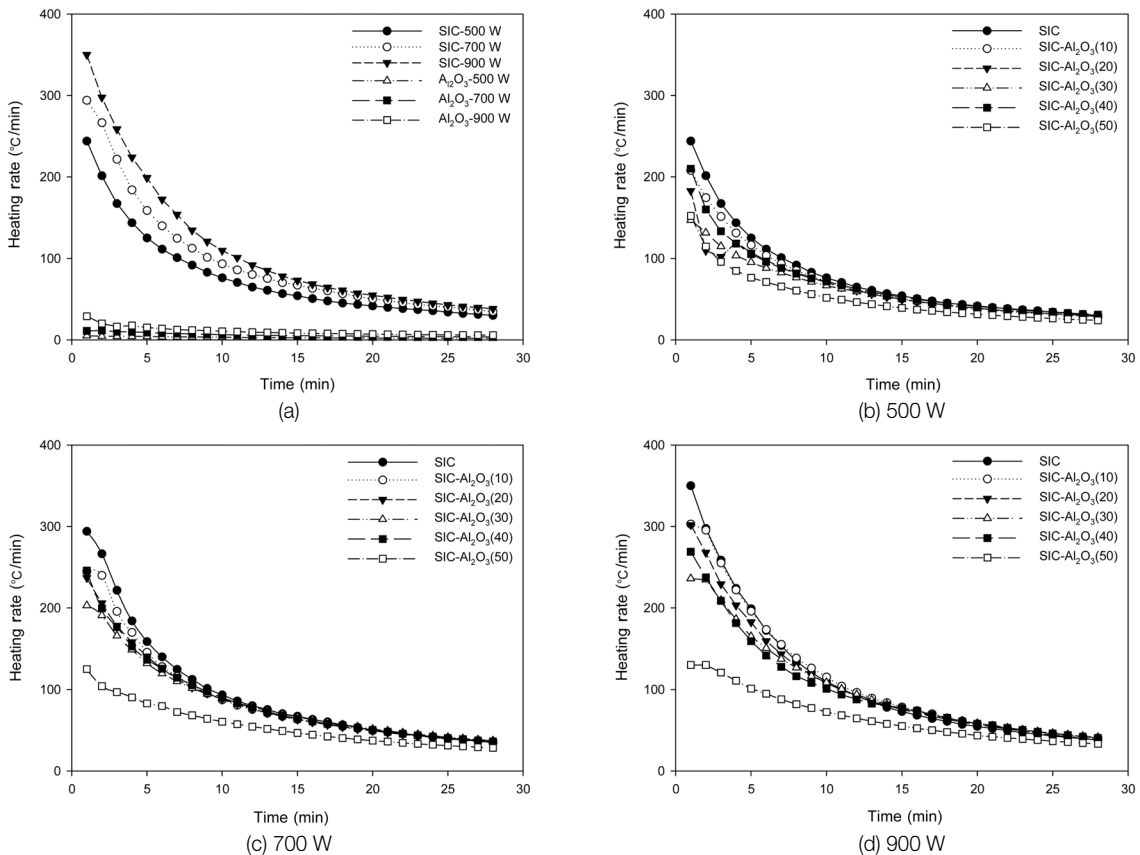 400
300
200
100
0
Heating rate (°C/min)
0 5 10 15 20 25 30
Time (min)
SIC-500 W
SIC-700 W
SIC-900 W
Al2O3-500 W
Al2O3-700 W
Al2O3-900 W
(a)
400
300
200
100
0
Heating rate (°C/min)
0 5 10 15 20 25 30
Time (min)
SIC
SIC-Al2O3(10)
SIC-Al2O3(20)
SIC-Al2O3(30)
SIC-Al2O3(40)
SIC-Al2O3(50)
(b) 500 W
400
300
200
100
0
Heating rate (°C/min)
0 5 10 15 20 25 30
Time (min)
SIC
SIC-Al2O3(10)
SIC-Al2O3(20)
SIC-Al2O3(30)
SIC-Al2O3(40)
SIC-Al2O3(50)
(c) 700 W
400
300
200
100
0
Heating rate (°C/min)
0 5 10 15 20 25 30
Time (min)
SIC
SIC-Al2O3(10)
SIC-Al2O3(20)
SIC-Al2O3(30)
SIC-Al2O3(40)
SIC-Al2O3(50)
(d) 900 W